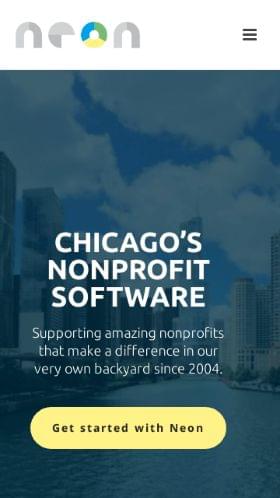 neon
CHICAGO'S
NONPROFIT
SOFTWARE
Supporting amazing nonprofits
that make a difference in our
very own backyard since 2004.
Get started with Neon